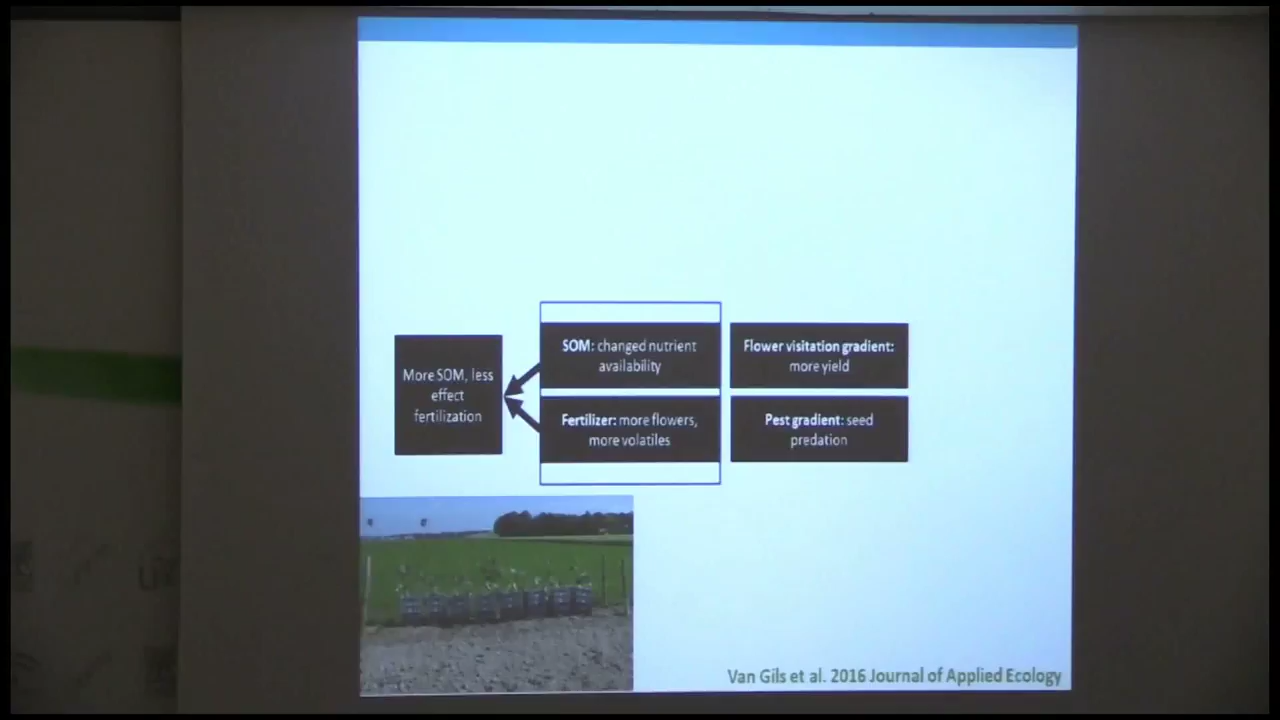 More SOM, less
effect
fertilization
SOM: changed nutrient
availability
Fertilizer: more flowers,
more volatiles
Flower visitation gradient:
more yield
Pest gradient: seed
predation
Van Gils et al. 2016 Journal of Applied Ecology